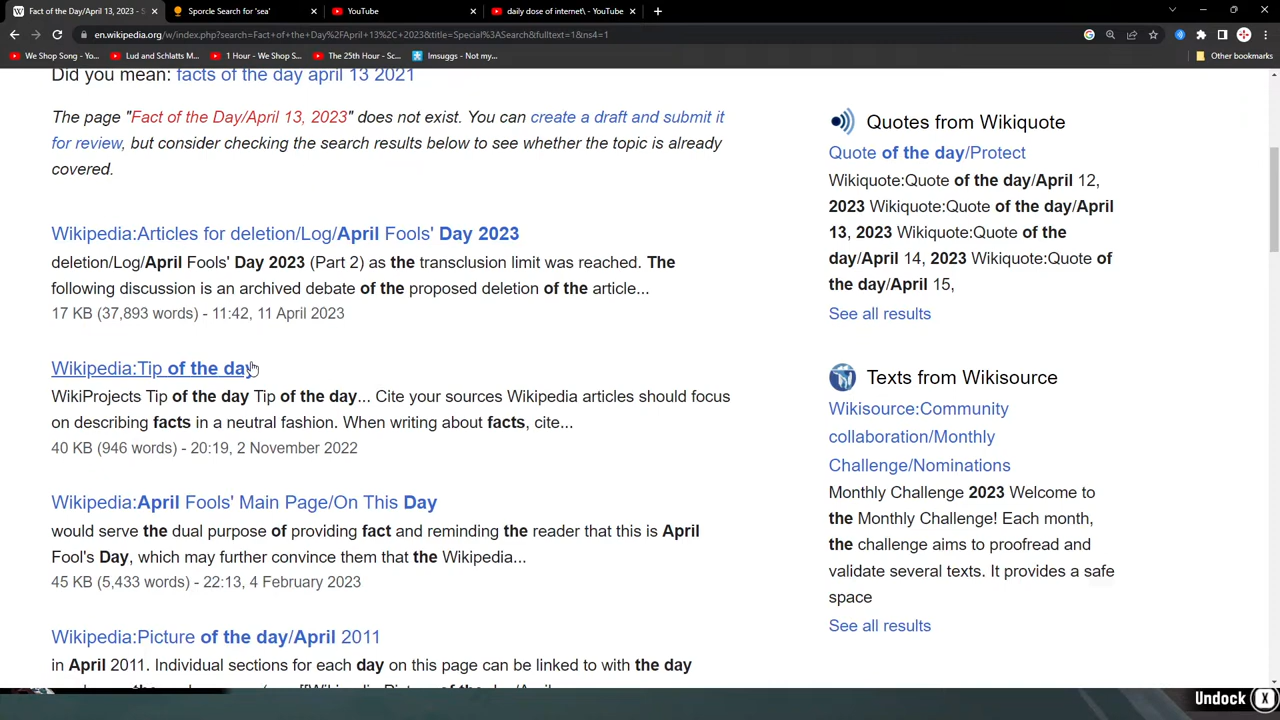 Fact of the Day/April 13, 2023 - S
Sporcle Search for 'sea'
YouTube
daily dose of internet\ - YouTube
en.wikipedia.org/w/index.php?search=Fact+of+the+Day%2FApril+13%2C+2023&title=Special%3ASearch&fulltext=1&ns4=1
We Shop Song - Yo...
Lud and Schlatts M...
1 Hour - We Shop S...
The 25th Hour - Sc...
Imsuggs - Not my...
Other bookmarks
Did you mean: facts of the day april 13 2021
The page "Fact of the Day/April 13, 2023" does not exist. You can create a draft and submit it
for review, but consider checking the search results below to see whether the topic is already
covered.
Wikipedia:Articles for deletion/Log/April Fools' Day 2023
deletion/Log/April Fools' Day 2023 (Part 2) as the transclusion limit was reached. The
following discussion is an archived debate of the proposed deletion of the article...
17 KB (37,893 words) - 11:42, 11 April 2023
Wikipedia:Tip of the day
WikiProjects Tip of the day Tip of the day... Cite your sources Wikipedia articles should focus
on describing facts in a neutral fashion. When writing about facts, cite...
40 KB (946 words) - 20:19, 2 November 2022
Wikipedia:April Fools' Main Page/On This Day
would serve the dual purpose of providing fact and reminding the reader that this is April
Fool's Day, which may further convince them that the Wikipedia...
45 KB (5,433 words) - 22:13, 4 February 2023
Wikipedia:Picture of the day/April 2011
in April 2011. Individual sections for each day on this page can be linked to with the day
Quotes from Wikiquote
Quote of the day/Protect
Wikiquote:Quote of the day/April 12,
2023 Wikiquote:Quote of the day/April
13, 2023 Wikiquote:Quote of the
day/April 14, 2023 Wikiquote:Quote of
the day/April 15,
See all results
Texts from Wikisource
Wikisource:Community
collaboration/Monthly
Challenge/Nominations
Monthly Challenge 2023 Welcome to
the Monthly Challenge! Each month,
the challenge aims to proofread and
validate several texts. It provides a safe
space
See all results
Undock X